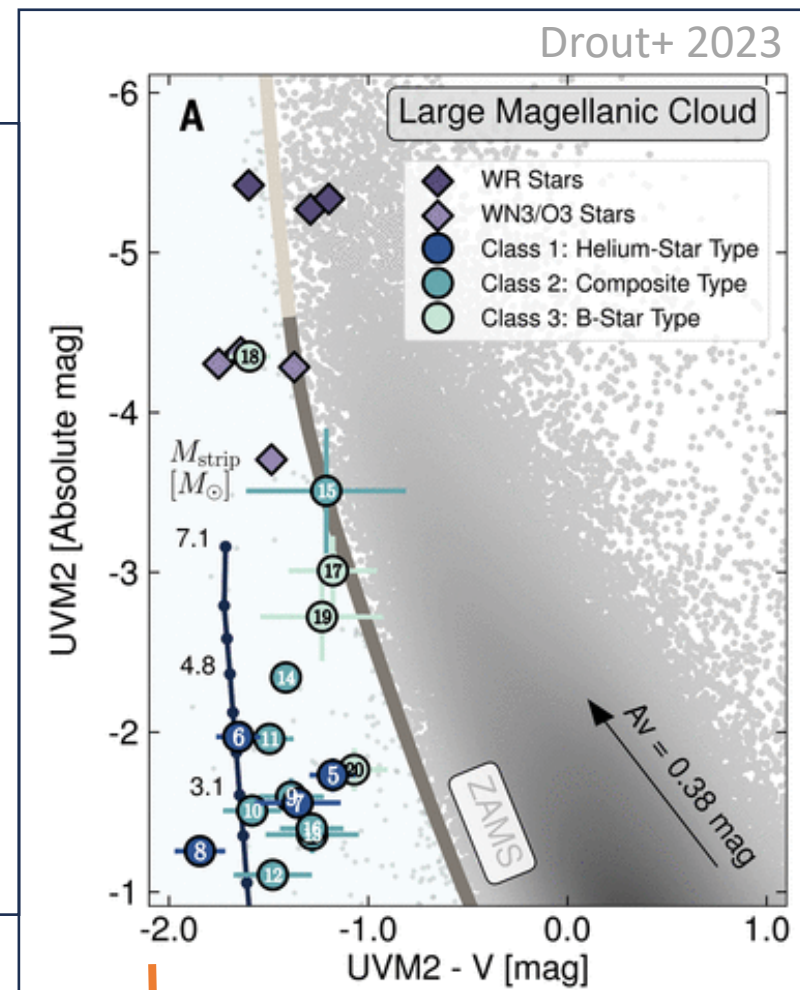 Drout+ 2023
A
Large Magellanic Cloud
WR Stars
WN3/O3 Stars
Class 1: Helium-Star Type
Class 2: Composite Type
Class 3: B-Star Type
UVM2 [Absolute mag]
-6
-5
-4
-3
-2
-1
M_strip
[M_⊙]
7.1
4.8
3.1
18
15
17
19
14
6
11
5
20
9
7
10
16
8
12
ZAMS
Av = 0.38 mag
-2.0
-1.0
0.0
1.0
UVM2 - V [mag]